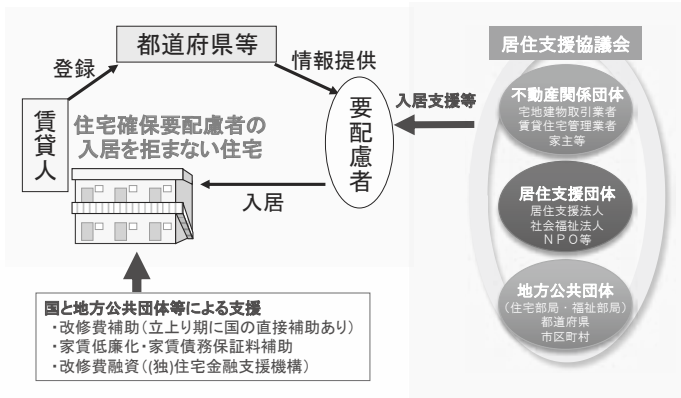 都道府県等
登録
情報提供
賃貸人
住宅確保要配慮者の
入居を拒まない住宅
要配慮者
入居
入居支援等
国と地方公共団体等による支援
・改修費補助(立上り期に国の直接補助あり)
・家賃低廉化・家賃債務保証料補助
・改修費融資((独)住宅金融支援機構)
居住支援協議会
不動産関係団体
宅地建物取引業者
賃貸住宅管理業者
家主等
居住支援団体
居住支援法人
社会福祉法人
NPO等
地方公共団体
(住宅部局・福祉部局)
都道府県
市区町村